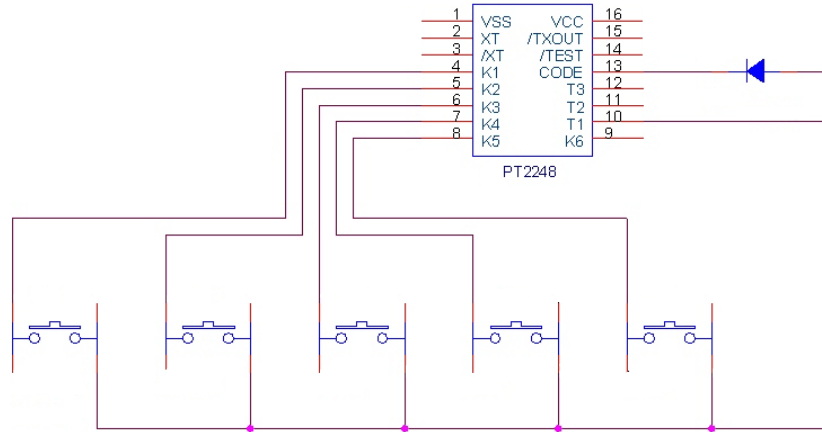 1 VSS VCC 16
2 XT /TXOUT 15
3 /XT /TEST 14
4 K1 CODE 13
5 K2 T3 12
6 K3 T2 11
7 K4 T1 10
8 K5 K6 9
PT2248